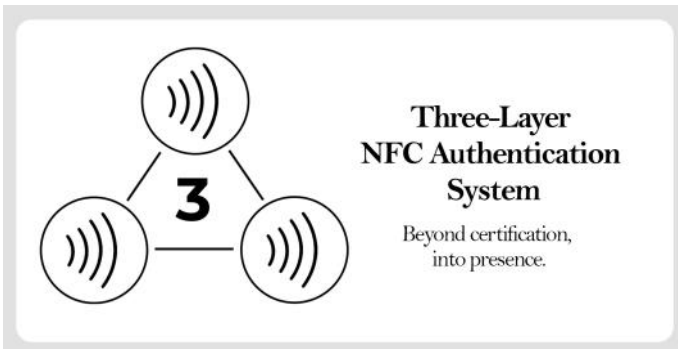 3
Three-Layer
NFC Authentication
System
Beyond certification,
into presence.